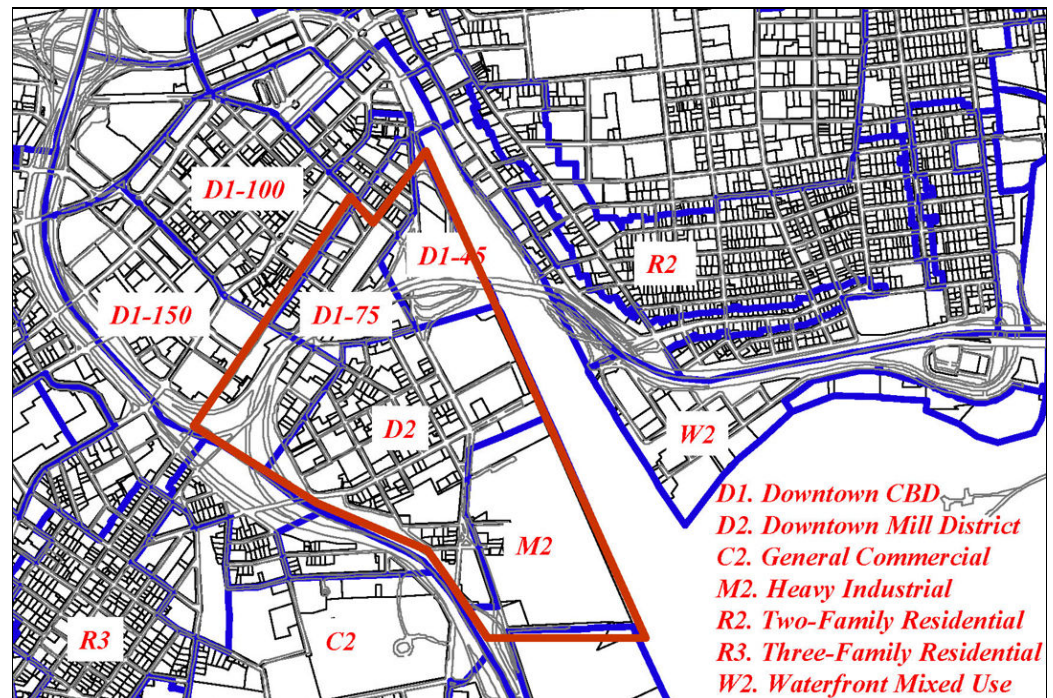 D1-100
D1-45
R2
D1-150
D1-75
D2
W2
D1. Downtown CBD
D2. Downtown Mill District
C2. General Commercial
M2
M2. Heavy Industrial
R2. Two-Family Residential
R3
C2
R3. Three-Family Residential
W2. Waterfront Mixed Use